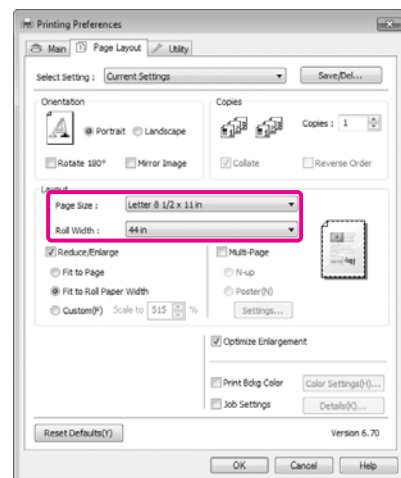 Printing Preferences
Main Page Layout Utility
Select Setting : Current Settings Save/Del...
Orientation Copies
Portrait Landscape Copies : 1
Rotate 180° Mirror Image Collate Reverse Order
Layout
Page Size : Letter 8 1/2 x 11 in
Roll Width : 44 in
Reduce/Enlarge Multi-Page
Fit to Page N-up
Fit to Roll Paper Width Poster(N)
Custom(F) Scale to 515 % Settings...
Optimize Enlargement
Print Bdkg Color Color Settings(H)...
Job Settings Details(K)...
Reset Defaults(Y) Version 6.70
OK Cancel Help